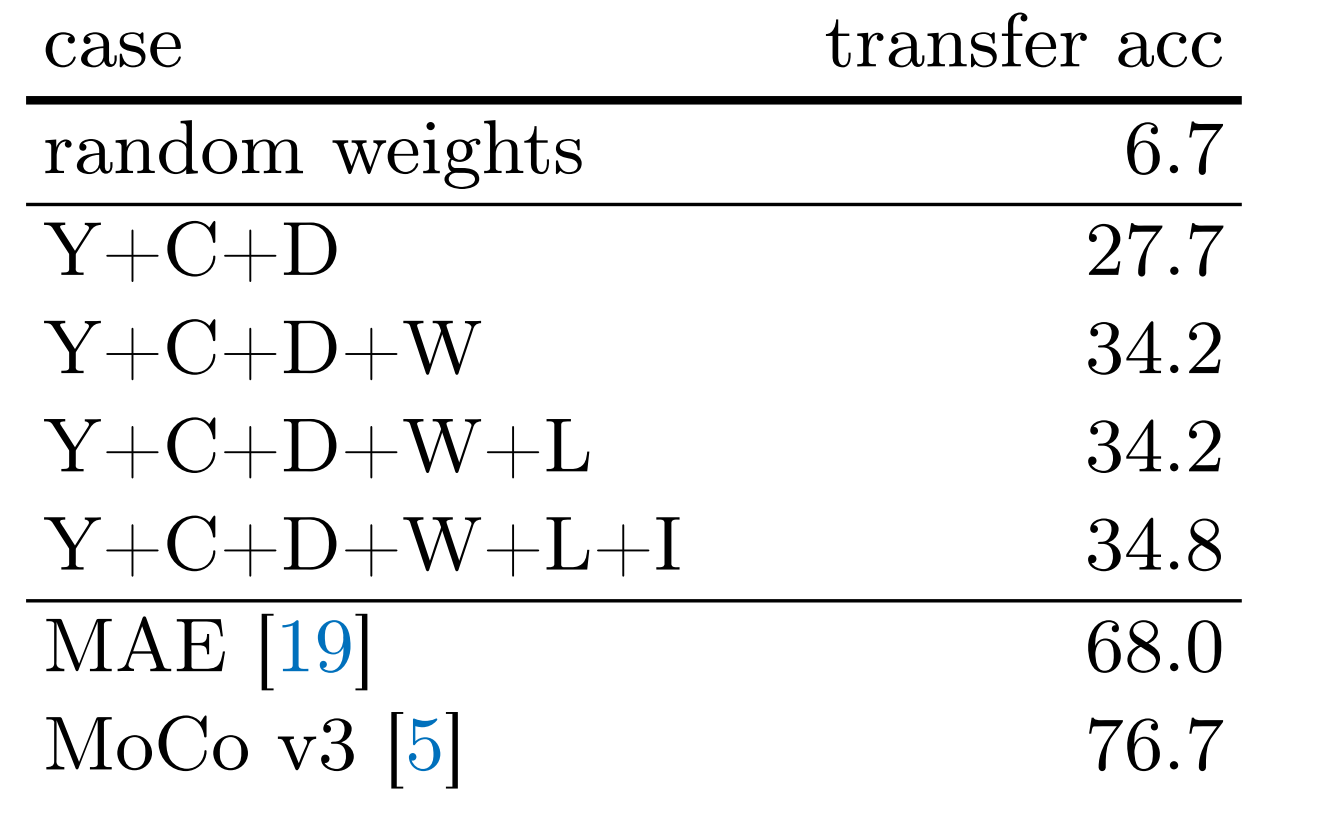 case transfer acc
random weights 6.7
Y+C+D 27.7
Y+C+D+W 34.2
Y+C+D+W+L 34.2
Y+C+D+W+L+I 34.8
MAE [19] 68.0
MoCo v3 [5] 76.7